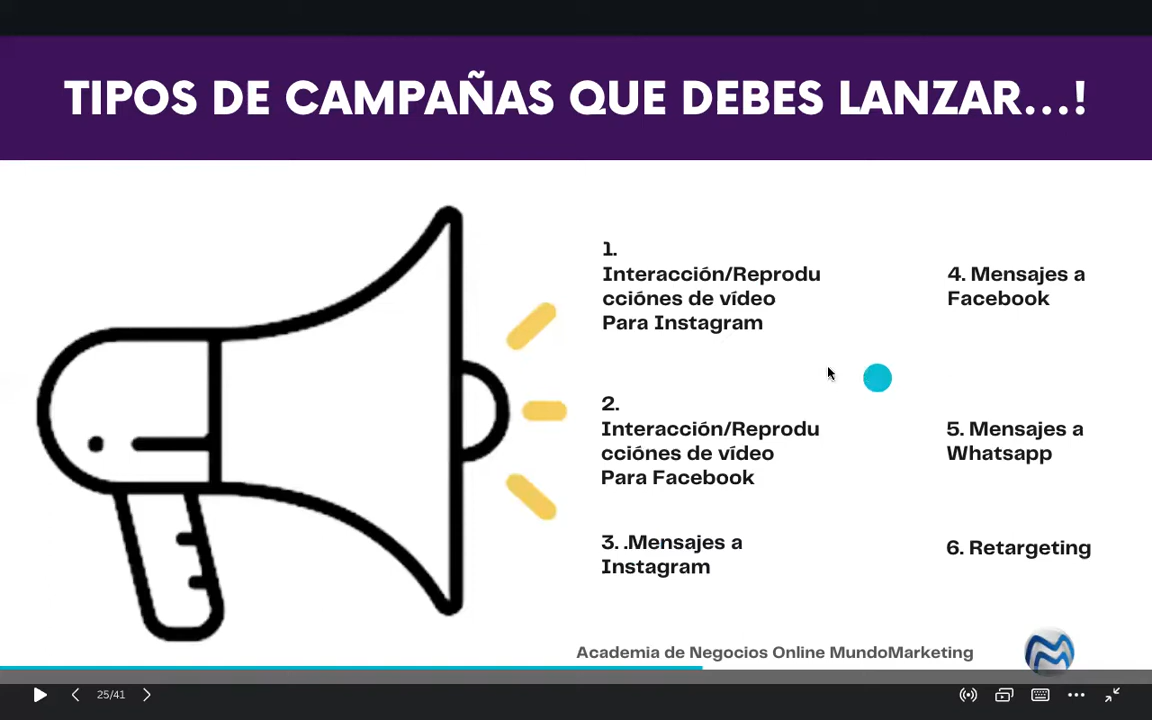 TIPOS DE CAMPAÑAS QUE DEBES LANZAR...!
1.
Interacción/Reprodu
cciónes de vídeo
Para Instagram
2.
Interacción/Reprodu
cciónes de vídeo
Para Facebook
3. .Mensajes a
Instagram
4. Mensajes a
Facebook
5. Mensajes a
Whatsapp
6. Retargeting
Academia de Negocios Online MundoMarketing
25/41